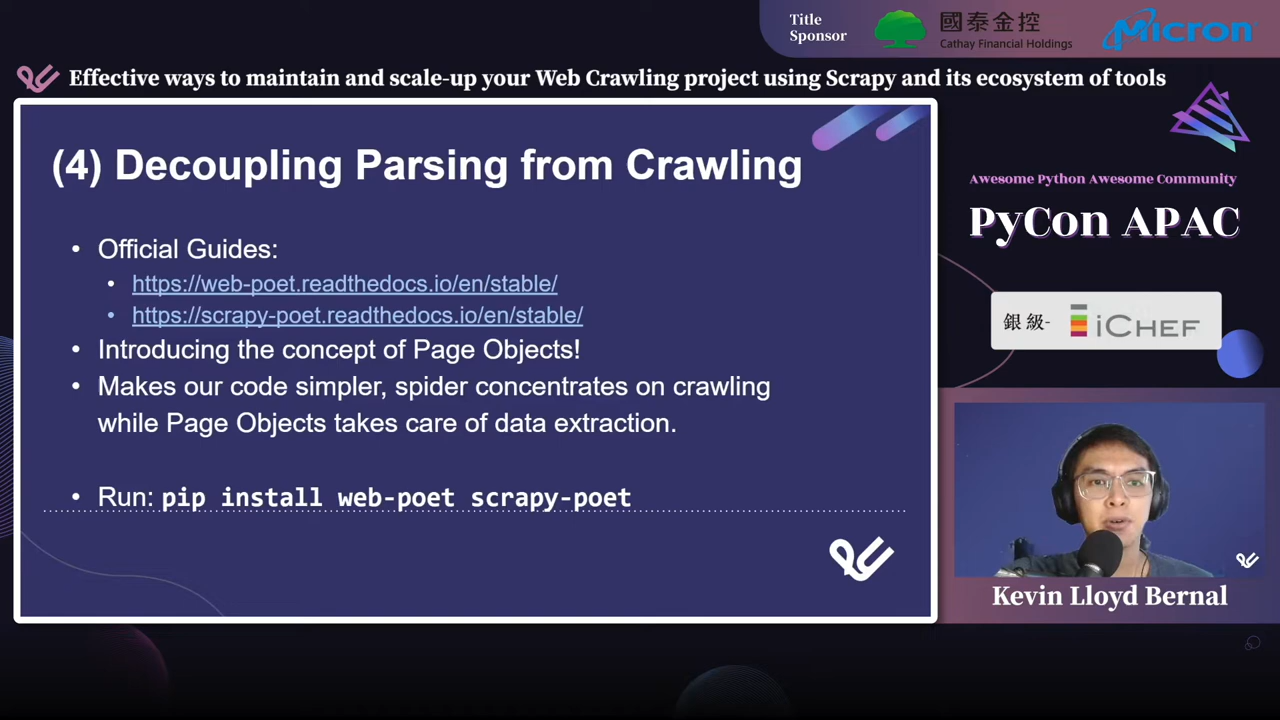 Title
Sponsor
國泰金控
Cathay Financial Holdings
Micron
Effective ways to maintain and scale-up your Web Crawling project using Scrapy and its ecosystem of tools
(4) Decoupling Parsing from Crawling
• Official Guides:
• https://web-poet.readthedocs.io/en/stable/
• https://scrapy-poet.readthedocs.io/en/stable/
• Introducing the concept of Page Objects!
• Makes our code simpler, spider concentrates on crawling
while Page Objects takes care of data extraction.
• Run: pip install web-poet scrapy-poet
Awesome Python Awesome Community
PyCon APAC
銀級- iCHEF
Kevin Lloyd Bernal